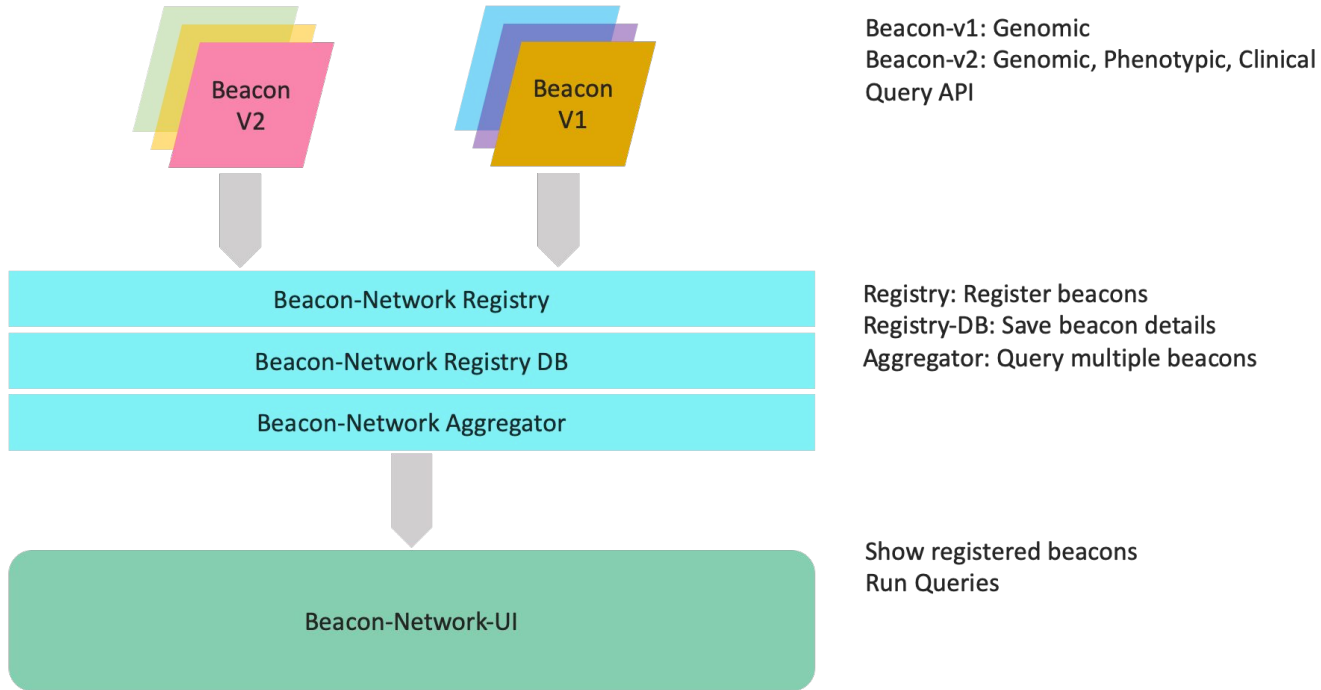 Beacon
V2
Beacon
V1
Beacon-v1: Genomic
Beacon-v2: Genomic, Phenotypic, Clinical
Query API
Beacon-Network Registry
Beacon-Network Registry DB
Beacon-Network Aggregator
Registry: Register beacons
Registry-DB: Save beacon details
Aggregator: Query multiple beacons
Beacon-Network-UI
Show registered beacons
Run Queries